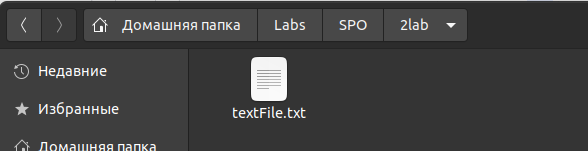 Домашняя папка Labs SPO 2lab
Недавние
Избранные
Домашняя папка
textFile.txt